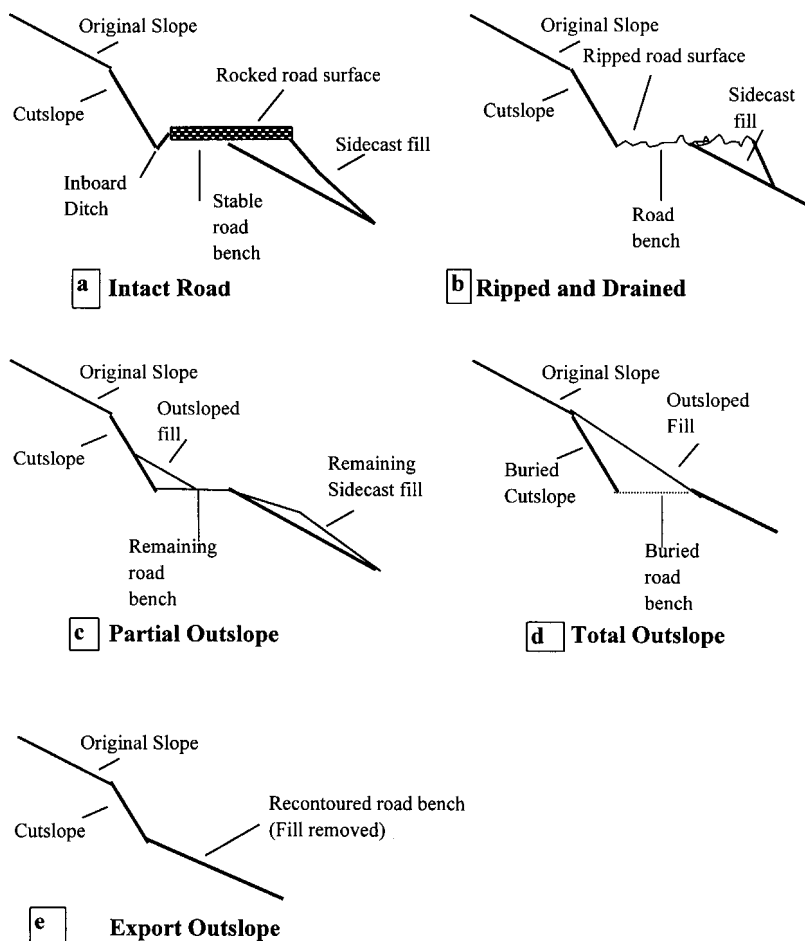 Original Slope
Rocked road surface
Cutslope
Sidecast fill
Inboard
Ditch
Stable
road
bench
a Intact Road
Original Slope
Ripped road surface
Cutslope
Sidecast
fill
Road
bench
b Ripped and Drained
Original Slope
Outsloped
fill
Cutslope
Remaining
Sidecast fill
Remaining
road
bench
c Partial Outslope
Original Slope
Outsloped
Fill
Buried
Cutslope
Buried
road
bench
d Total Outslope
Original Slope
Cutslope
Recontoured road bench
(Fill removed)
e Export Outslope